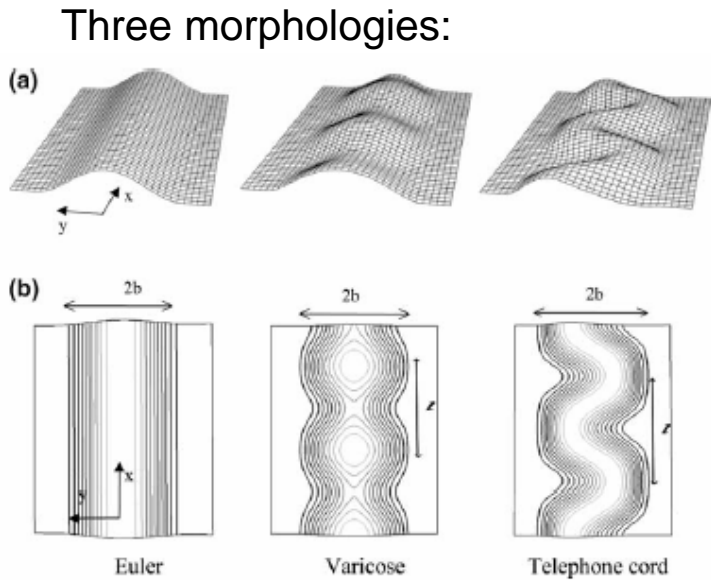 Three morphologies:
(a)
x
y
(b)
2b 2b 2b
x
y
Euler Varicose Telephone cord